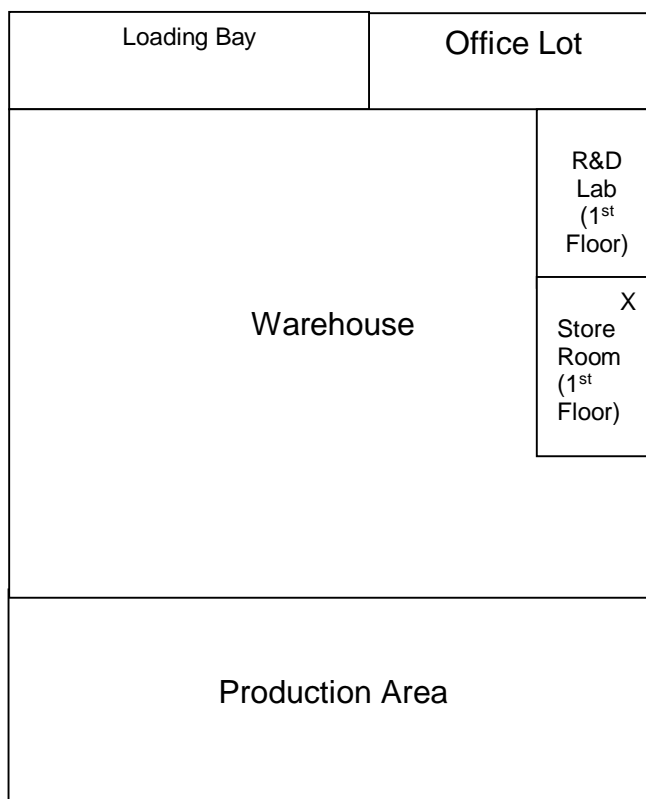 Loading Bay
Office Lot
R&D
Lab
(1st
Floor)
Warehouse
X
Store
Room
(1st
Floor)
Production Area